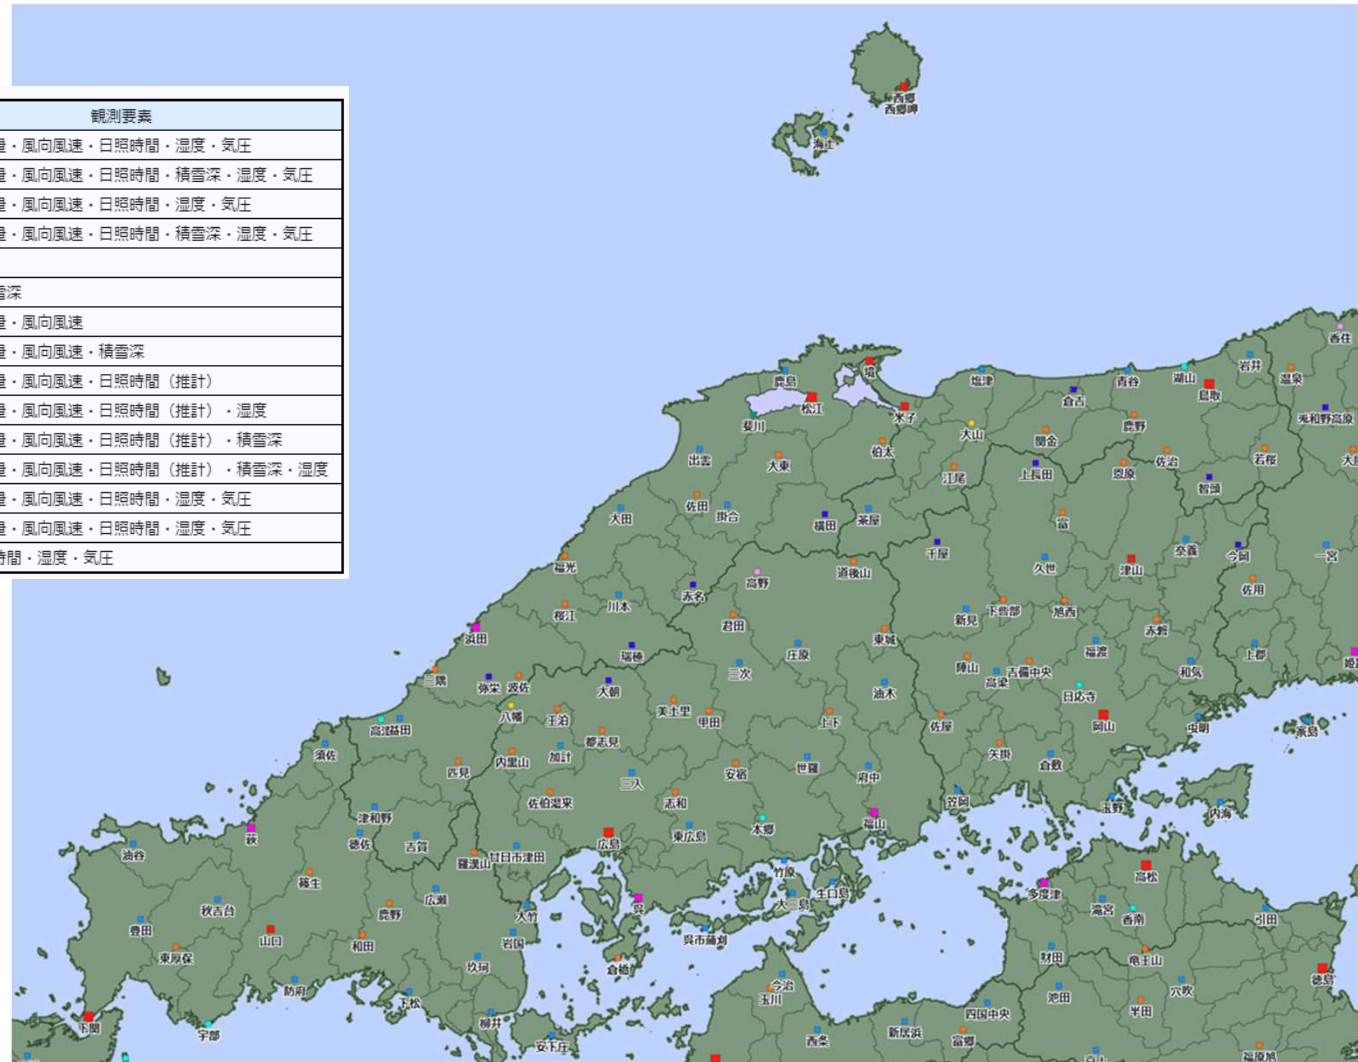 観測要素
量・風向風速・日照時間・湿度・気圧
量・風向風速・日照時間・積雪深・湿度・気圧
量・風向風速・日照時間・湿度・気圧
量・風向風速・日照時間・積雪深・湿度・気圧
雪深
量・風向風速
量・風向風速・積雪深
量・風向風速・日照時間（推計）
量・風向風速・日照時間（推計）・湿度
量・風向風速・日照時間（推計）・積雪深
量・風向風速・日照時間（推計）・積雪深・湿度
量・風向風速・日照時間・湿度・気圧
量・風向風速・日照時間・湿度・気圧
時間・湿度・気圧
西郷
西郷岬
海士
香住
岩井
温泉
兎和野高原
鹿島
境
松江
米子
斐川
塩津
青谷
湖山
鳥取
倉吉
大山
関金
鹿野
佐治
若桜
出雲
大東
伯太
江尾
上長田
恩原
智頭
大田
佐田
掛合
横田
茶屋
富
千屋
久世
津山
奈義
今岡
一宮
福光
高野
道後山
佐用
桜江
川本
赤名
君田
新見
下呰部
旭西
赤磐
浜田
瑞穂
三次
庄原
東城
陣山
高梁
吉備中央
福渡
和気
上郡
三隅
弥栄
波佐
大朝
油木
日応寺
八幡
王泊
美土里
甲田
上下
佐屋
岡山
虫明
家島
高津
益田
須佐
匹見
内黒山
加計
都志見
三入
安宿
世羅
府中
矢掛
倉敷
佐伯湯来
志和
笠岡
玉野
内海
津和野
徳佐
吉賀
萩
油谷
羅漢山
廿日市津田
広島
東広島
本郷
福山
篠生
秋吉台
広瀬
鹿野
大竹
呉
竹原
生口島
大三島
多度津
高松
滝宮
香南
引田
豊田
東厚保
山口
和田
岩国
玖珂
呉市蒲刈
倉橋
財田
竜王山
徳島
防府
下松
今治
玉川
池田
穴吹
半田
下関
宇部
柳井
安下庄
西条
新居浜
四国中央
富郷
福原旭